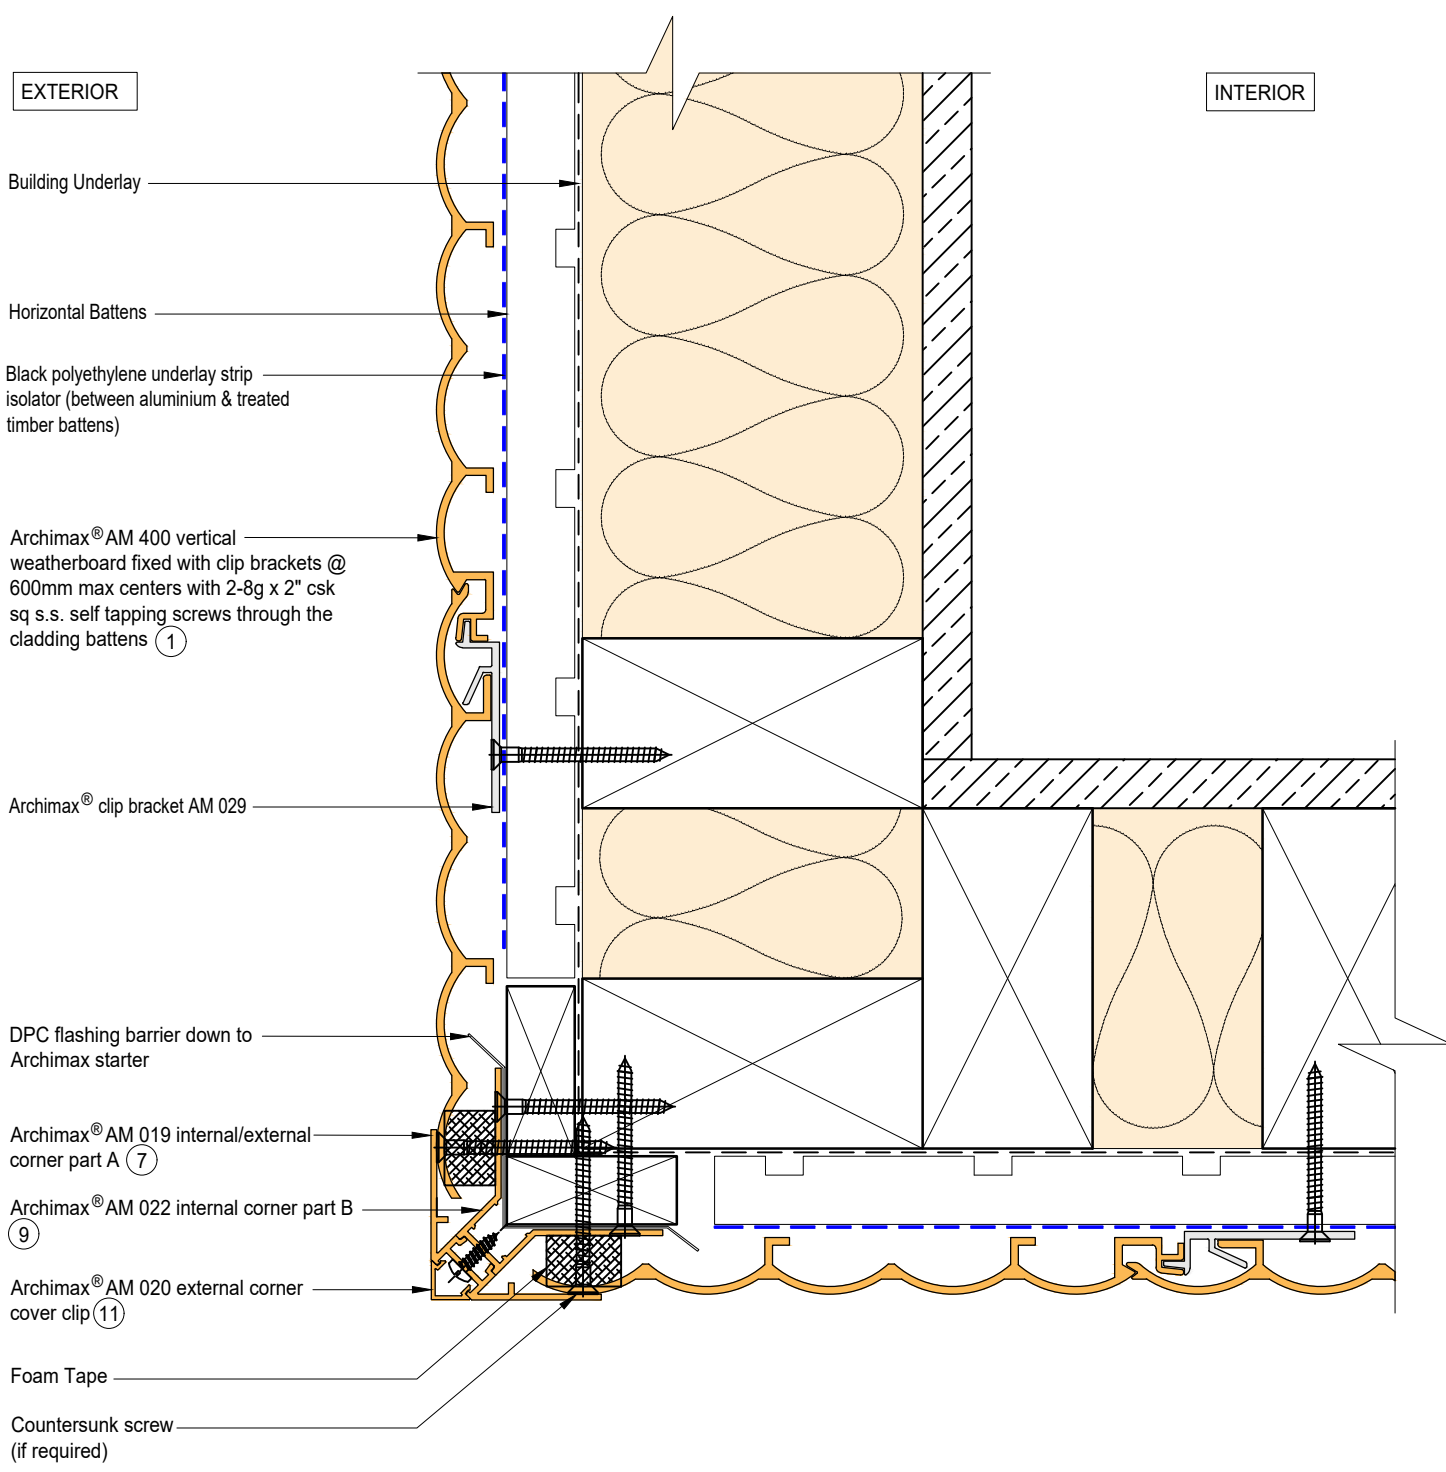 EXTERIOR
INTERIOR
Building Underlay
Horizontal Battens
Black polyethylene underlay strip
isolator (between aluminium & treated
timber battens)
Archimax® AM 400 vertical
weatherboard fixed with clip brackets @
600mm max centers with 2-8g x 2" csk
sq s.s. self tapping screws through the
cladding battens 1
Archimax® clip bracket AM 029
DPC flashing barrier down to
Archimax starter
Archimax® AM 019 internal/external
corner part A 7
Archimax® AM 022 internal corner part B
9
Archimax® AM 020 external corner
cover clip 11
Foam Tape
Countersunk screw
(if required)